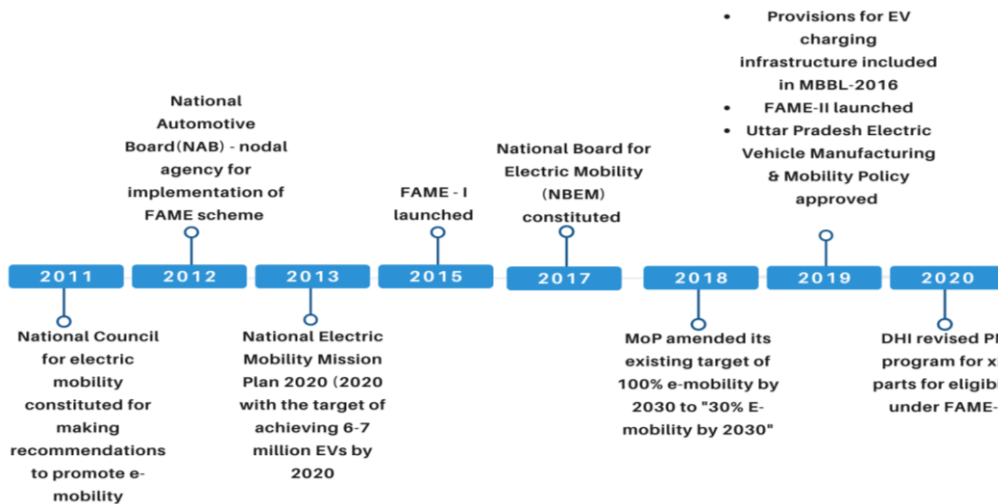 • Provisions for EV
charging
infrastructure included
in MBBL-2016
• FAME-II launched
• Uttar Pradesh Electric
Vehicle Manufacturing
& Mobility Policy
approved
National
Automotive
Board(NAB) - nodal
agency for
implementation of
FAME scheme
FAME - I
launched
National Board for
Electric Mobility
(NBEM)
constituted
2011
2012
2013
2015
2017
2018
2019
2020
National Council
for electric
mobility
constituted for
making
recommendations
to promote e-
mobility
National Electric
Mobility Mission
Plan 2020 (2020
with the target of
achieving 6-7
million EVs by
2020
MoP amended its
existing target of
100% e-mobility by
2030 to "30% E-
mobility by 2030"
DHI revised
program for
parts for
under FAME-